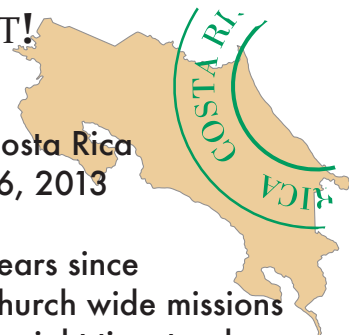 T!
COSTA RI
RICA
osta Rica
6, 2013
ears since
hurch wide missions